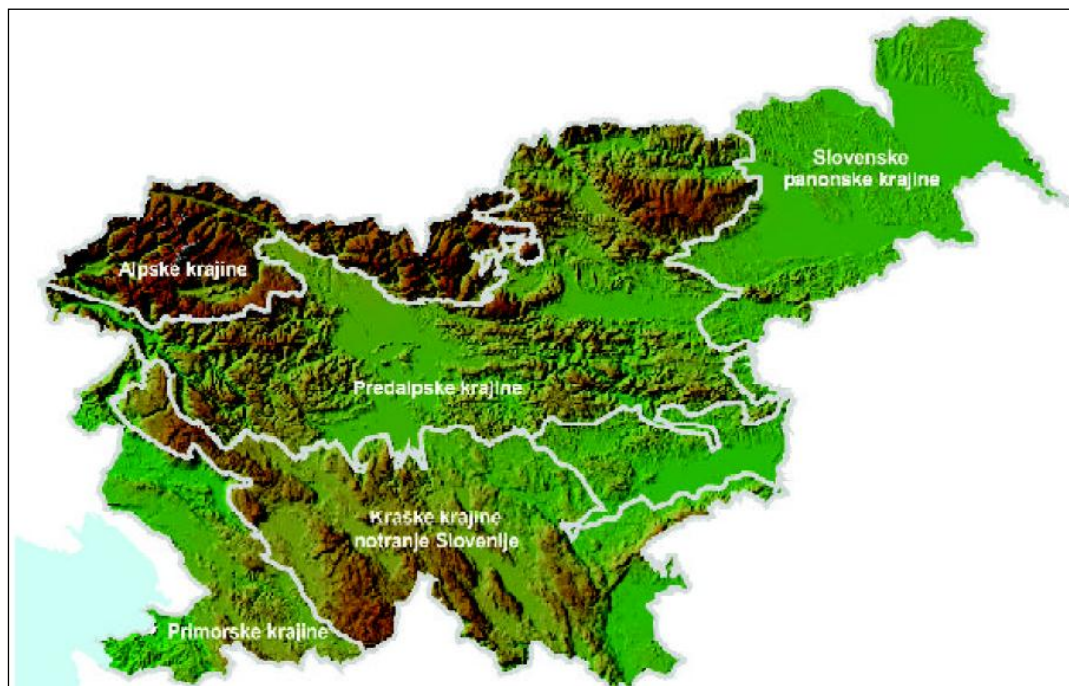 Slovenske
panonske krajine
Alpske krajine
Predalpske krajine
Kraške krajine
notranje Slovenije
Primorske krajine